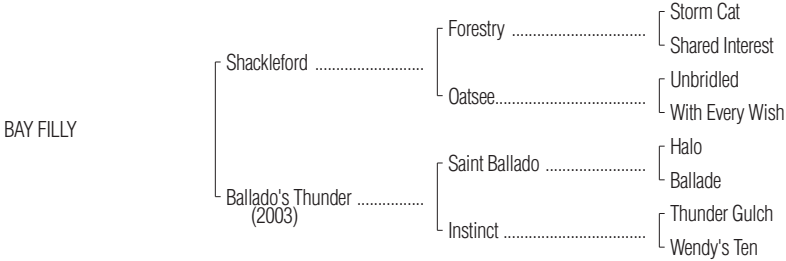 Storm Cat
Forestry ................................
Shared Interest
Shackleford ..........................
Unbridled
Oatsee....................................
With Every Wish
BAY FILLY
Halo
Saint Ballado ........................
Ballade
Ballado's Thunder ................
(2003)
Thunder Gulch
Instinct ..................................
Wendy's Ten